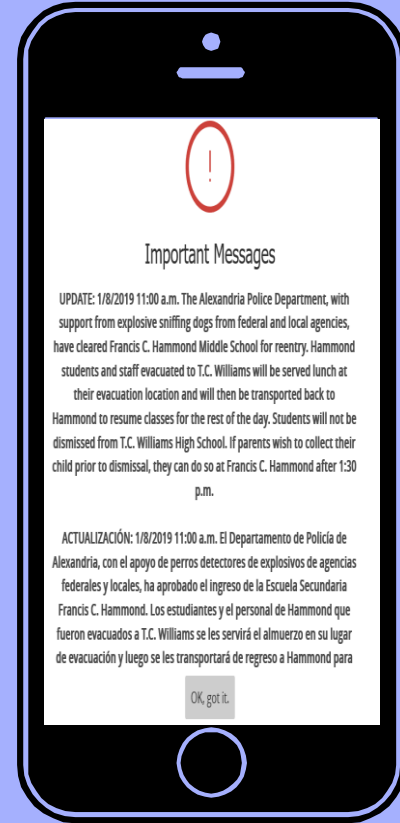 !
Important Messages
UPDATE: 1/8/2019 11:00 a.m. The Alexandria Police Department, with
support from explosive sniffing dogs from federal and local agencies,
have cleared Francis C. Hammond Middle School for reentry. Hammond
students and staff evacuated to T.C. Williams will be served lunch at
their evacuation location and will then be transported back to
Hammond to resume classes for the rest of the day. Students will not be
dismissed from T.C. Williams High School. If parents wish to collect their
child prior to dismissal, they can do so at Francis C. Hammond after 1:30
p.m.
ACTUALIZACIÓN: 1/8/2019 11:00 a.m. El Departamento de Policía de
Alexandria, con el apoyo de perros detectores de explosivos de agencias
federales y locales, ha aprobado el ingreso de la Escuela Secundaria
Francis C. Hammond. Los estudiantes y el personal de Hammond que
fueron evacuados a T.C. Williams se les servirá el almuerzo en su lugar
de evacuación y luego se les transportará de regreso a Hammond para
OK, got it.